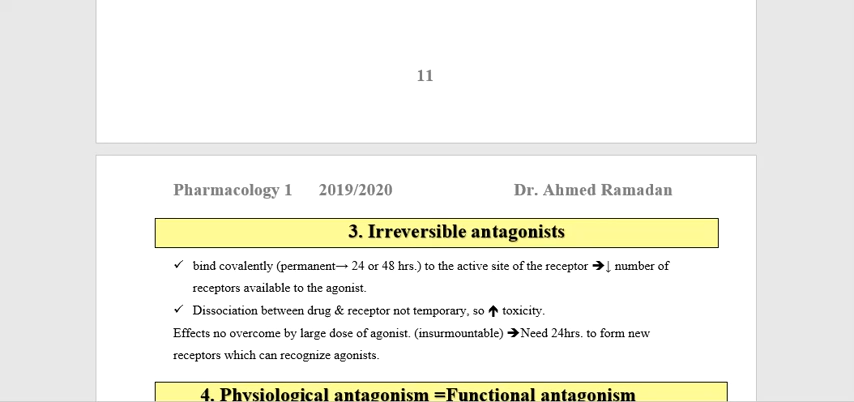 11
Pharmacology 1 2019/2020 Dr. Ahmed Ramadan
3. Irreversible antagonists
✓ bind covalently (permanent→ 24 or 48 hrs.) to the active site of the receptor ➔↓ number of
receptors available to the agonist.
✓ Dissociation between drug & receptor not temporary, so ↑ toxicity.
Effects no overcome by large dose of agonist. (insurmountable) ➔Need 24hrs. to form new
receptors which can recognize agonists.
4. Physiological antagonism =Functional antagonism